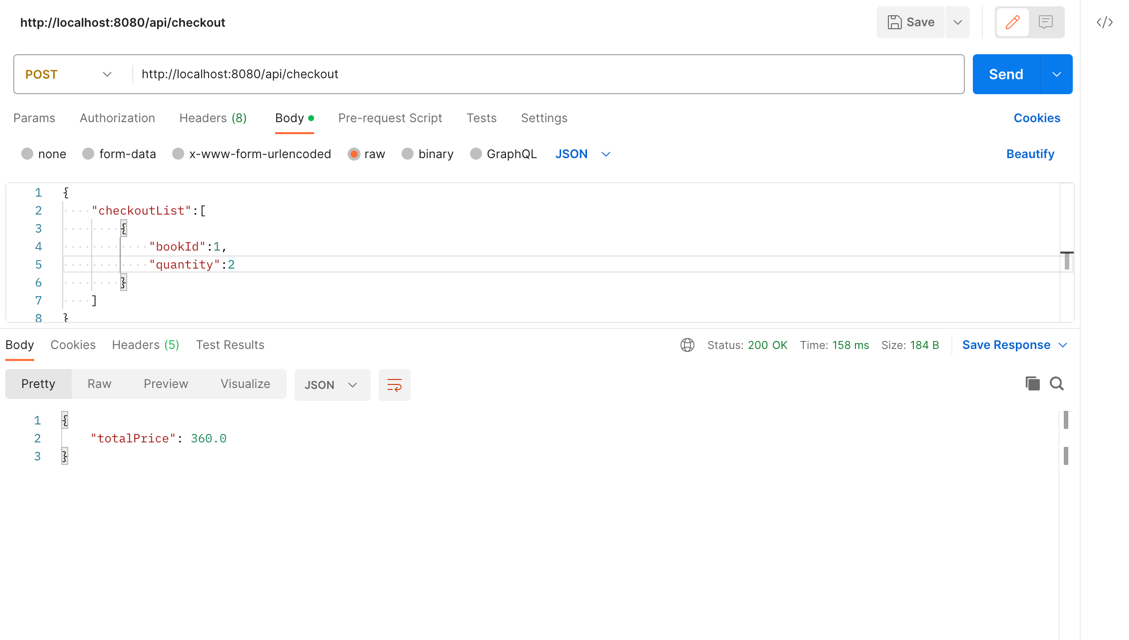 http://localhost:8080/api/checkout
Save
POST http://localhost:8080/api/checkout Send
Params Authorization Headers (8) Body Pre-request Script Tests Settings Cookies
none form-data x-www-form-urlencoded raw binary GraphQL JSON Beautify
1 {
2 "checkoutList":[
3 {
4 "bookId":1,
5 "quantity":2
6 }
7 ]
8 }
Body Cookies Headers (5) Test Results Status: 200 OK Time: 158 ms Size: 184 B Save Response
Pretty Raw Preview Visualize JSON
1 {
2 "totalPrice": 360.0
3 }